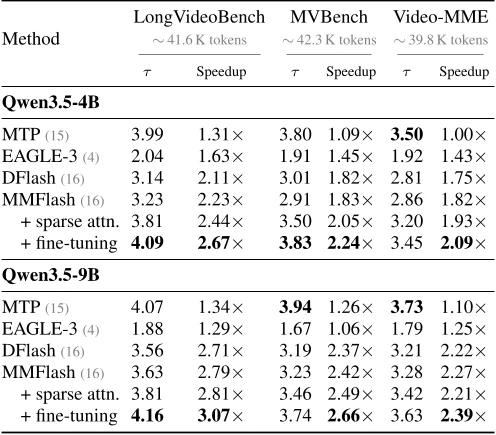 Method LongVideoBench MVBench Video-MME
∼ 41.6 K tokens ∼ 42.3 K tokens ∼ 39.8 K tokens
τ Speedup τ Speedup τ Speedup
Qwen3.5-4B
MTP (15) 3.99 1.31× 3.80 1.09× 3.50 1.00×
EAGLE-3 (4) 2.04 1.63× 1.91 1.45× 1.92 1.43×
DFlash (16) 3.14 2.11× 3.01 1.82× 2.81 1.75×
MMFlash (16) 3.23 2.23× 2.91 1.83× 2.86 1.82×
+ sparse attn. 3.81 2.44× 3.50 2.05× 3.20 1.93×
+ fine-tuning 4.09 2.67× 3.83 2.24× 3.45 2.09×
Qwen3.5-9B
MTP (15) 4.07 1.34× 3.94 1.26× 3.73 1.10×
EAGLE-3 (4) 1.88 1.29× 1.67 1.06× 1.79 1.25×
DFlash (16) 3.56 2.71× 3.19 2.37× 3.21 2.22×
MMFlash (16) 3.63 2.79× 3.23 2.42× 3.28 2.27×
+ sparse attn. 3.81 2.81× 3.46 2.49× 3.42 2.21×
+ fine-tuning 4.16 3.07× 3.74 2.66× 3.63 2.39×